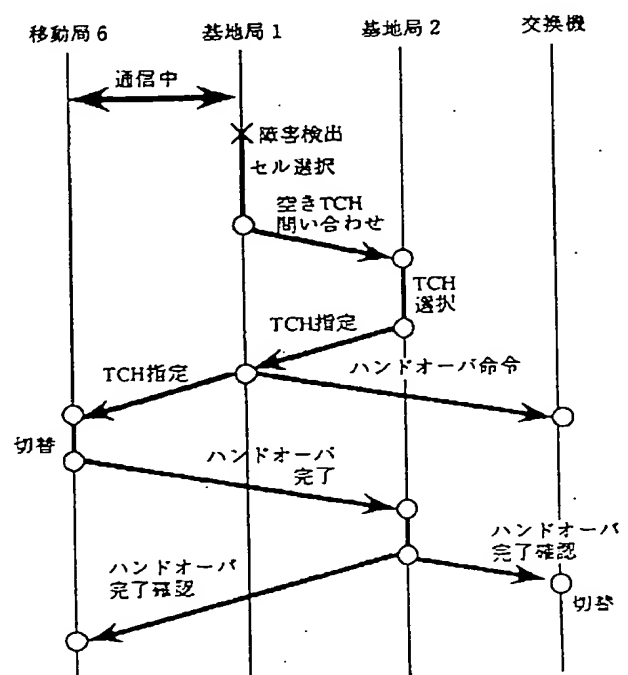 移動局6
基地局1
基地局2
交換機
通信中
障害検出
セル選択
空きTCH
問い合わせ
TCH
選択
TCH指定
TCH指定
ハンドオーバ命令
切替
ハンドオーバ
完了
ハンドオーバ
完了確認
ハンドオーバ
完了確認
切替